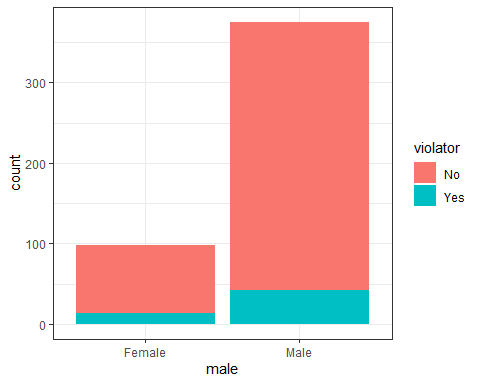 count
300
200
100
0
Female
Male
male
violator
No
Yes